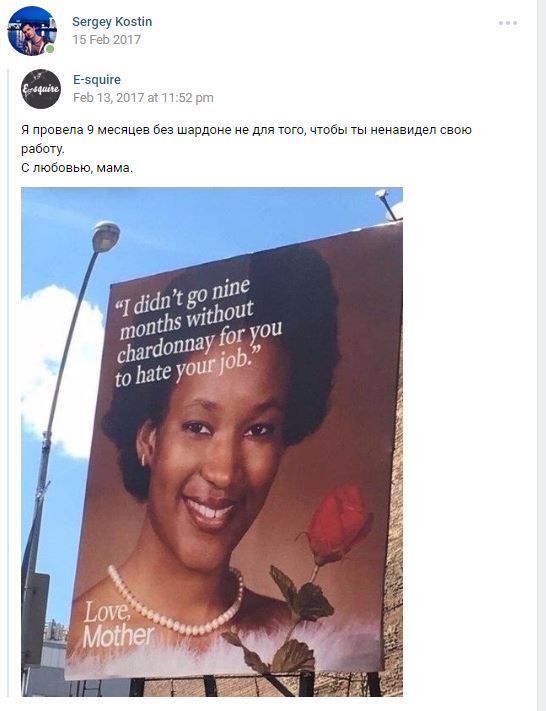 Sergey Kostin
15 Feb 2017
E-squire
E-squire
Feb 13, 2017 at 11:52 pm
Я провела 9 месяцев без шардоне не для того, чтобы ты ненавидел свою
работу.
С любовью, мама.
“I didn’t go nine
months without
chardonnay for you
to hate your job.”
Love,
Mother